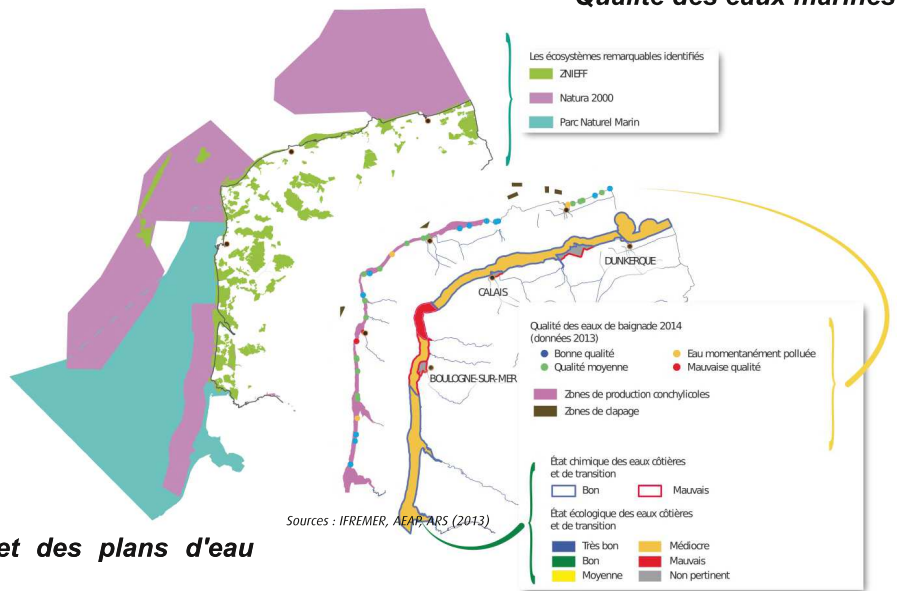 Qualité des eaux marines
Les écosystèmes remarquables identifiés
ZNIEFF
Natura 2000
Parc Naturel Marin
DUNKERQUE
CALAIS
BOULOGNE-SUR-MER
Qualité des eaux de baignade 2014
(données 2013)
Bonne qualité
Eau momentanément polluée
Qualité moyenne
Mauvaise qualité
Zones de production conchylicoles
Zones de clapage
État chimique des eaux côtières
et de transition
Bon
Mauvais
État écologique des eaux côtières
et de transition
Très bon
Médiocre
Bon
Mauvais
Moyenne
Non pertinent
Sources : IFREMER, AEAP, ARS (2013)
et des plans d'eau